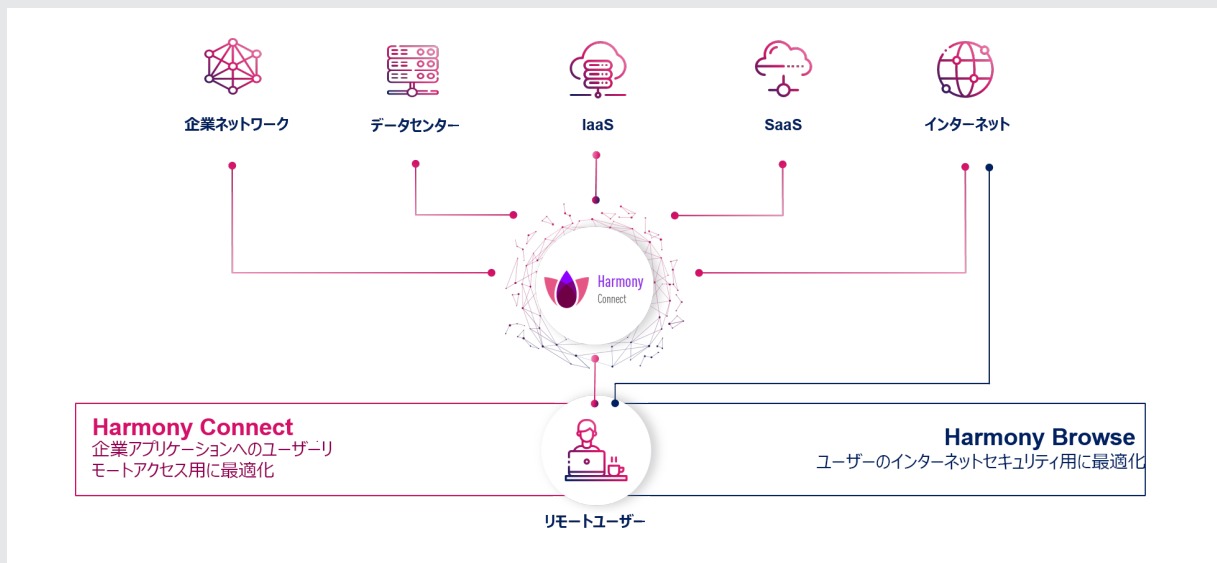 企業ネットワーク
データセンター
IaaS
SaaS
インターネット
Harmony
Connect
Harmony Connect
企業アプリケーションへのユーザーリ
モートアクセス用に最適化
Harmony Browse
ユーザーのインターネットセキュリティ用に最適化
リモートユーザー